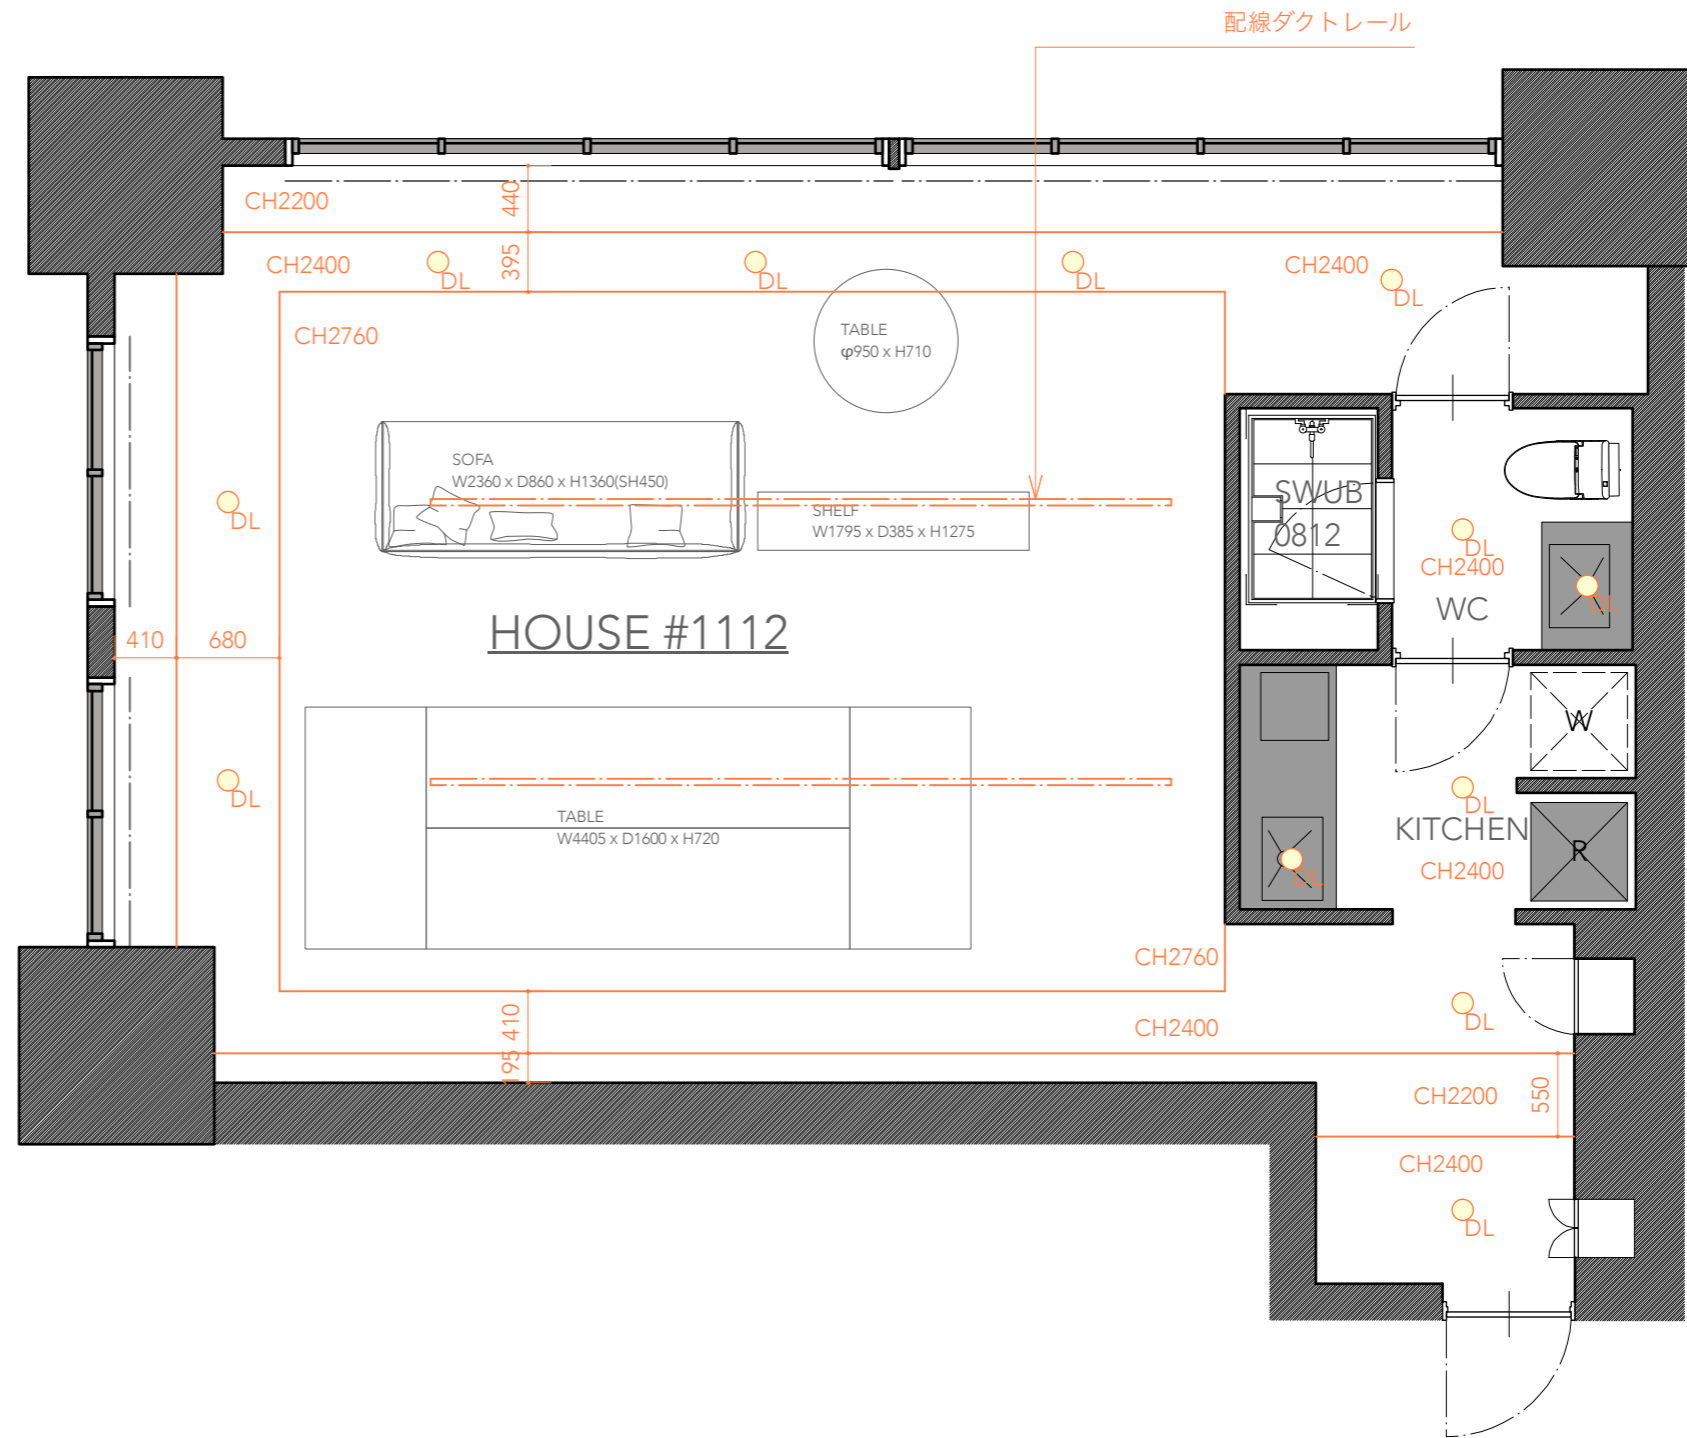 配線ダクトレール
CH2200
440
CH2400
395
DL
DL
DL
CH2400
DL
CH2760
TABLE
φ950 x H710
SOFA
W2360 x D860 x H1360(SH450)
SHELF
W1795 x D385 x H1275
DL
SWUB
0812
DL
CH2400
DL
WC
410
680
HOUSE #1112
W
DL
DL
TABLE
W4405 x D1600 x H720
KITCHEN
R
CH2400
DL
CH2760
410
CH2400
DL
195
CH2200
550
CH2400
DL